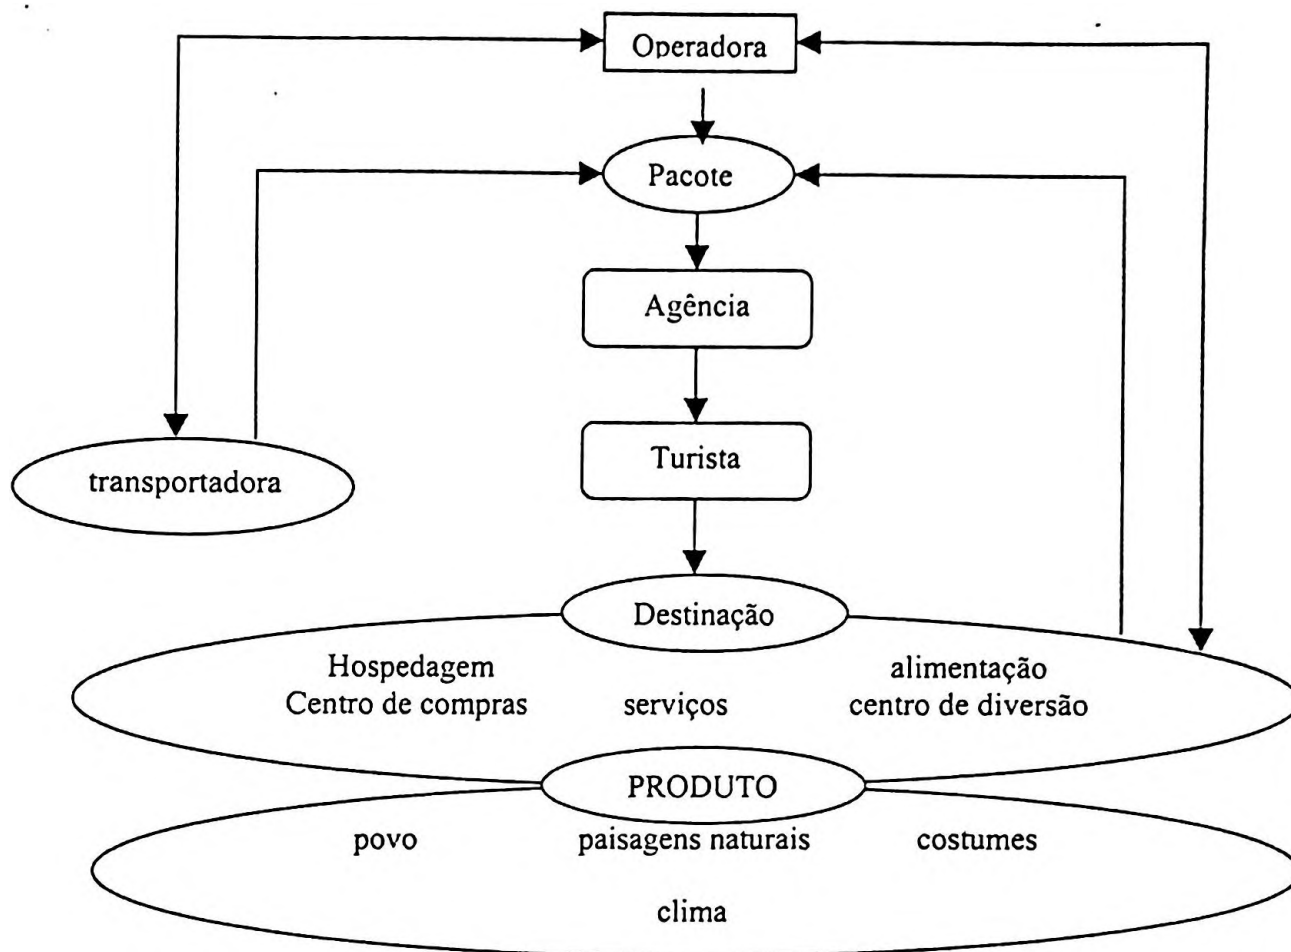 Operadora
Pacote
Agência
Turista
transportadora
Destinação
Hospedagem alimentação
Centro de compras serviços centro de diversão
PRODUTO
povo paisagens naturais costumes
clima